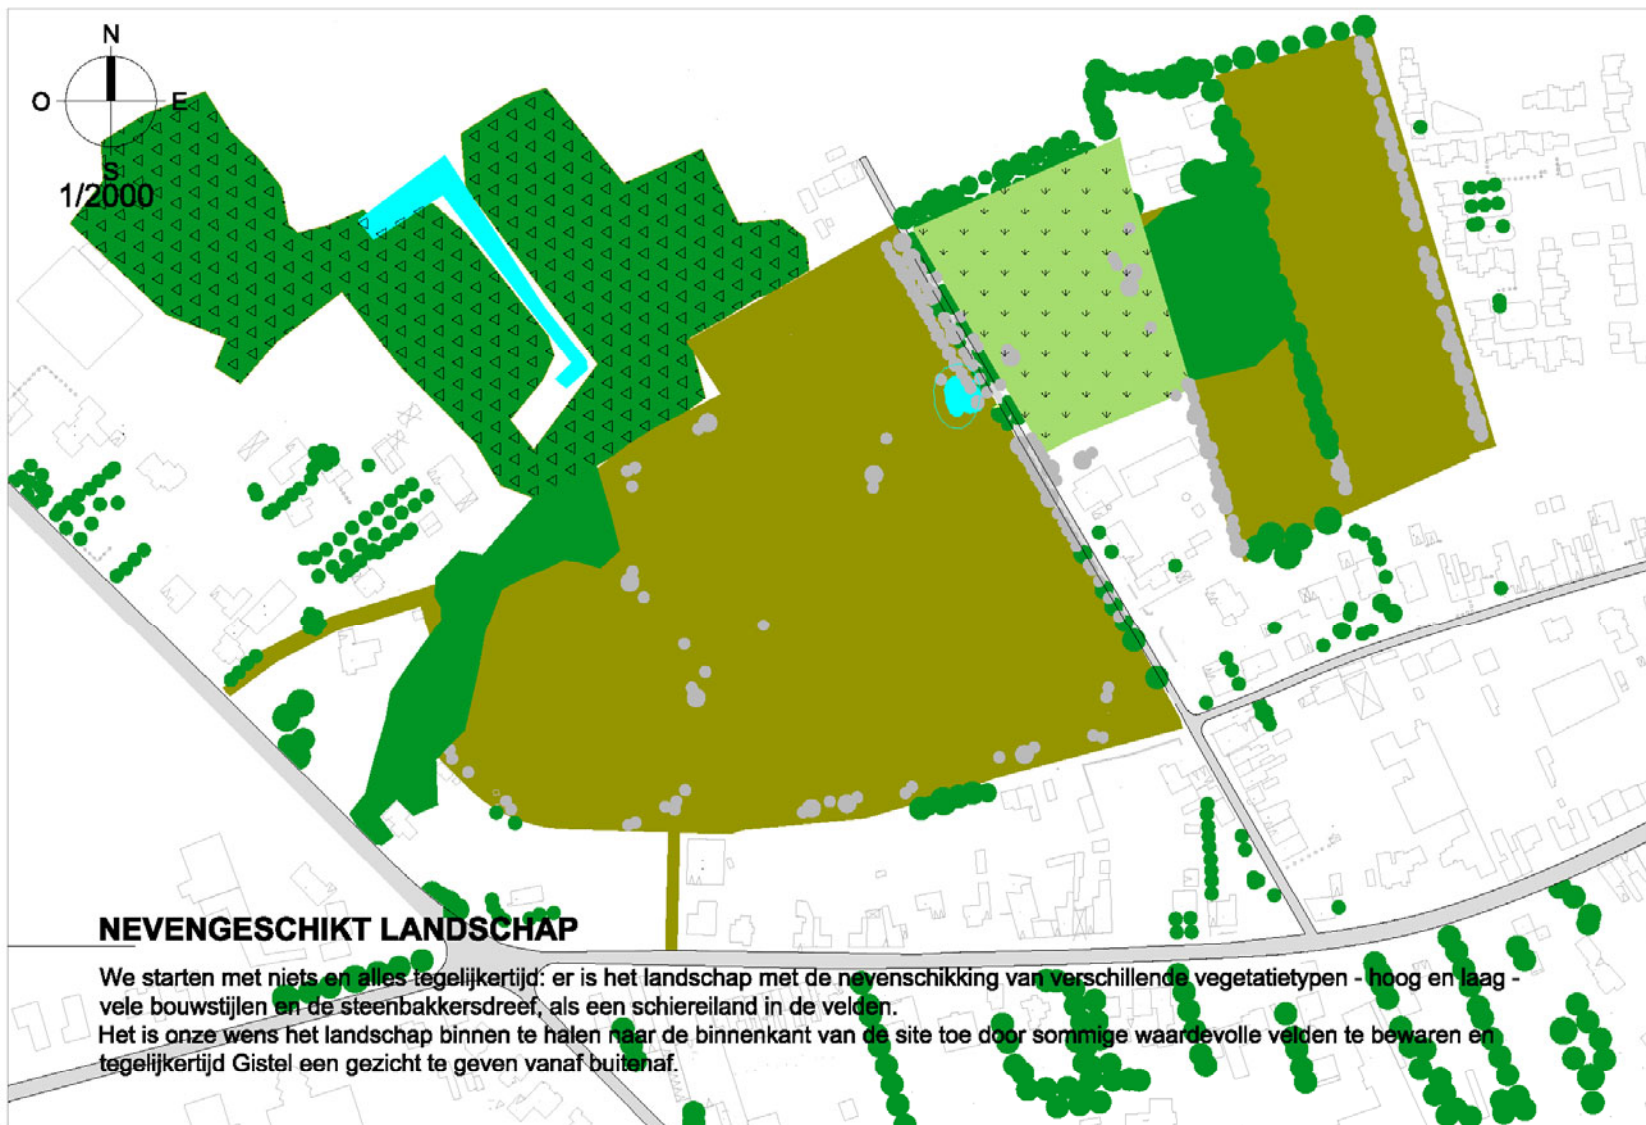 N
O
E
S
1/2000
NEVENGESCHIKT LANDSCHAP
We starten met niets en alles tegelijkertijd: er is het landschap met de nevenschikking van verschillende vegetatietypen - hoog en laag -
vele bouwstijlen en de steenbakkersdreef, als een schiereiland in de velden.
Het is onze wens het landschap binnen te halen naar de binnenkant van de site toe door sommige waardevolle velden te bewaren en
tegelijkertijd Gistel een gezicht te geven vanaf buitenaf.